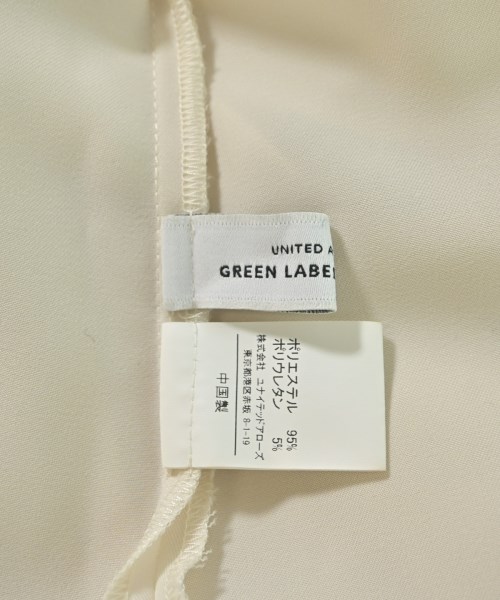 UNITED A
GREEN LABE
ポリエステル 95%
ポリウレタン 5%
株式会社 ユナイテッドアローズ
東京都港区赤坂 8-1-19
中国製